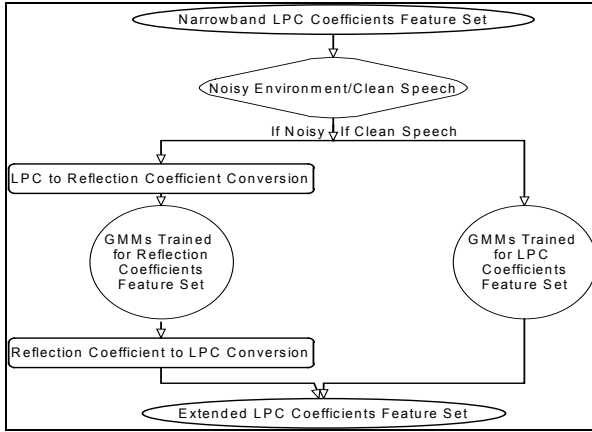 Narrowband LPC Coefficients Feature Set
Noisy Environment/Clean Speech
If Noisy
If Clean Speech
LPC to Reflection Coefficient Conversion
GMMs Trained
for Reflection
Coefficients
Feature Set
GMMs Trained
for LPC
Coefficients
Feature Set
Reflection Coefficient to LPC Conversion
Extended LPC Coefficients Feature Set